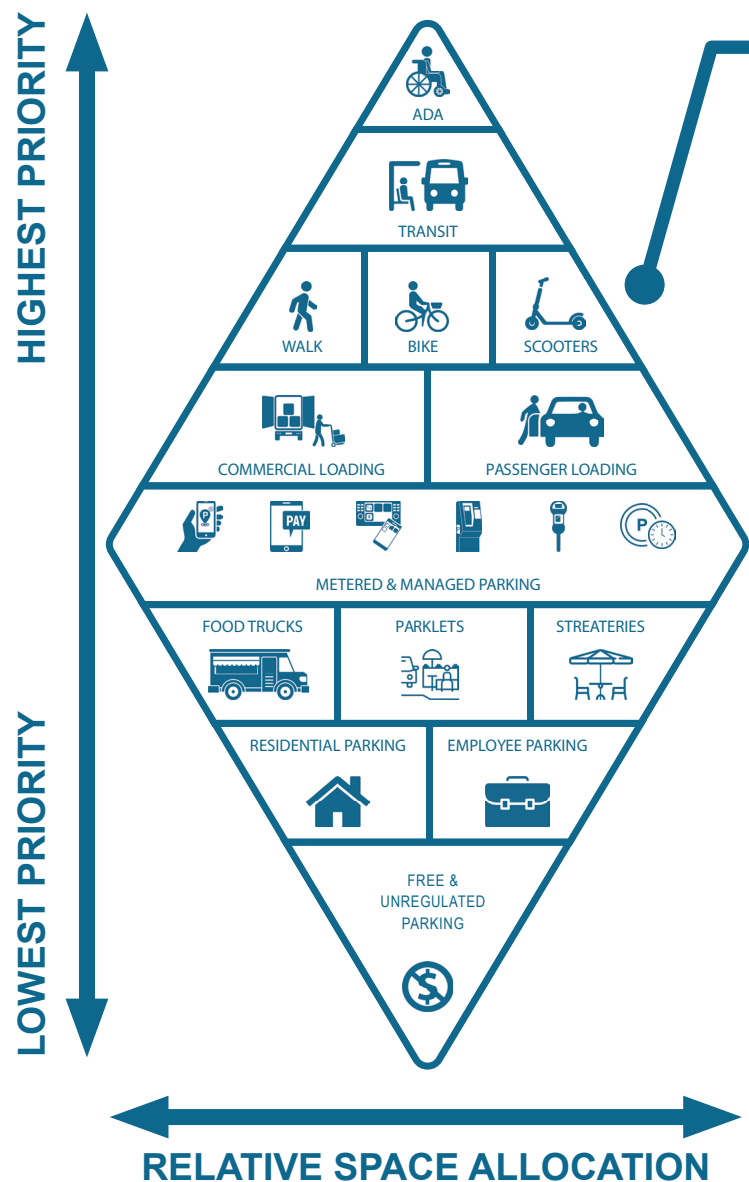 HIGHEST PRIORITY
LOWEST PRIORITY
ADA
TRANSIT
WALK
BIKE
SCOOTERS
COMMERCIAL LOADING
PASSENGER LOADING
P
PAY
P
METERED & MANAGED PARKING
FOOD TRUCKS
PARKLETS
STREATERIES
RESIDENTIAL PARKING
EMPLOYEE PARKING
FREE &
UNREGULATED
PARKING
$
RELATIVE SPACE ALLOCATION